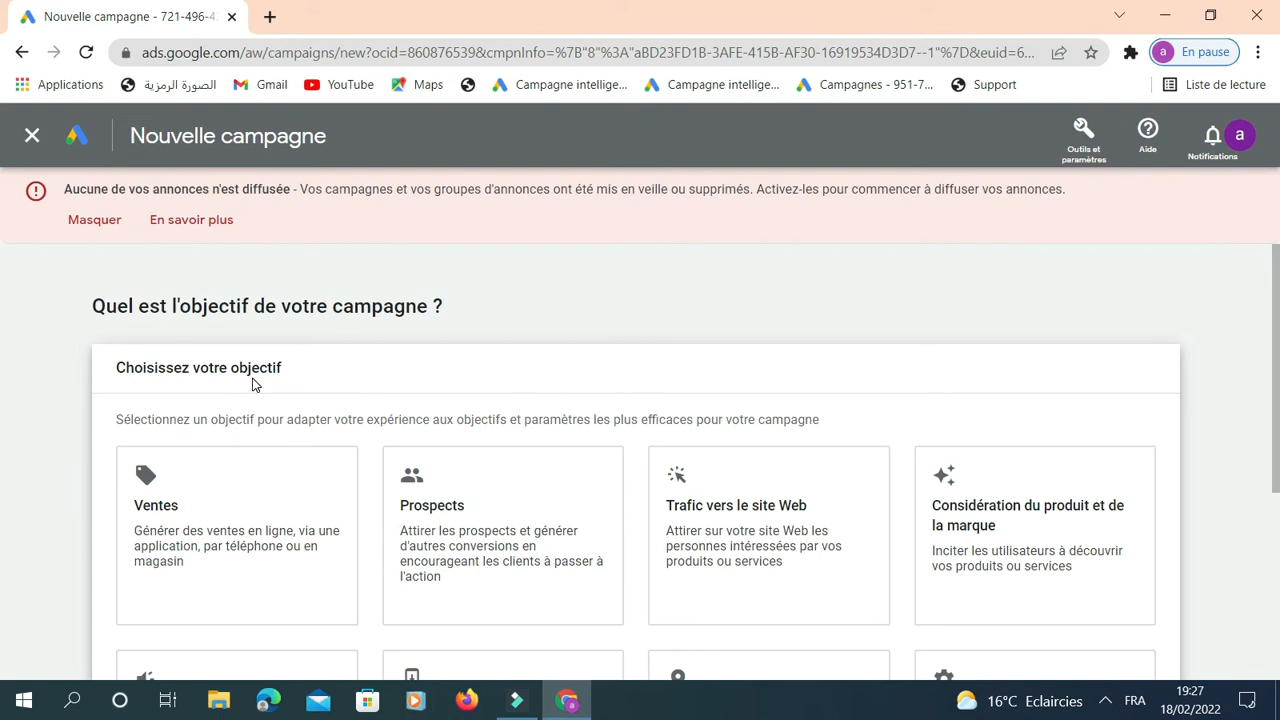 Nouvelle campagne - 721-496-4
ads.google.com/aw/campaigns/new?ocid=860876539&cmpnInfo=%7B"8"%3A"aBD23FD1B-3AFE-415B-AF30-16919534D3D7--1"%7D&euid=6...
a En pause
Applications الصورة الرمزية Gmail YouTube Maps Campagne intellige... Campagne intellige... Campagnes - 951-7... Support Liste de lecture
Nouvelle campagne
Outils et
paramètres
Aide
Notifications
a
Aucune de vos annonces n'est diffusée - Vos campagnes et vos groupes d'annonces ont été mis en veille ou supprimés. Activez-les pour commencer à diffuser vos annonces.
Masquer En savoir plus
Quel est l'objectif de votre campagne ?
Choisissez votre objectif
Sélectionnez un objectif pour adapter votre expérience aux objectifs et paramètres les plus efficaces pour votre campagne
Ventes
Générer des ventes en ligne, via une
application, par téléphone ou en
magasin
Prospects
Attirer les prospects et générer
d'autres conversions en
encourageant les clients à passer à
l'action
Trafic vers le site Web
Attirer sur votre site Web les
personnes intéressées par vos
produits ou services
Considération du produit et de
la marque
Inciter les utilisateurs à découvrir
vos produits ou services
16°C Eclaircies FRA
19:27
18/02/2022